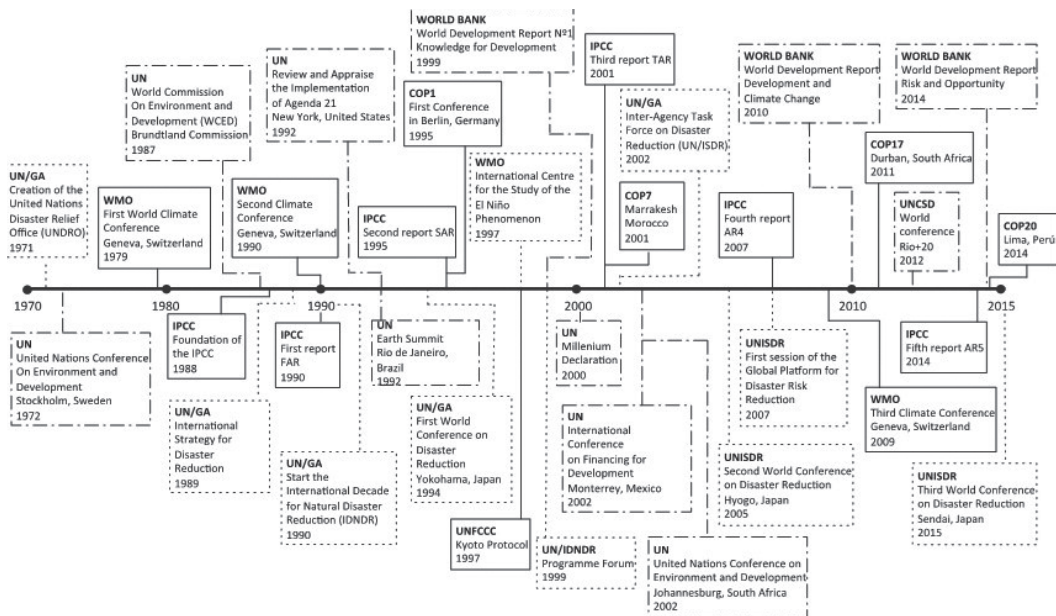 WORLD BANK
World Development Report Nº1
Knowledge for Development
1999
IPCC
Third report TAR
2001
UN
Review and Appraise
the Implementation
of Agenda 21
New York, United States
1992
WORLD BANK
World Development Report
Development and
Climate Change
2010
WORLD BANK
World Development Report
Risk and Opportunity
2014
UN
World Commission
On Environment and
Development (WCED)
Brundtland Commission
1987
COP1
First Conference
in Berlin, Germany
1995
UN/GA
Inter-Agency Task
Force on Disaster
Reduction (UN/ISDR)
2002
COP17
Durban, South Africa
2011
UN/GA
Creation of the
United Nations
Disaster Relief
Office (UNDRO)
1971
WMO
First World Climate
Conference
Geneva, Switzerland
1979
WMO
Second Climate
Conference
Geneva, Switzerland
1990
IPCC
Second report SAR
1995
WMO
International Centre
for the Study of the
El Niño
Phenomenon
1997
COP7
Marrakesh
Morocco
2001
IPCC
Fourth report
AR4
2007
UNCSD
World
conference
Rio+20
2012
COP20
Lima, Perú
2014
1970
1980
1990
2000
2010
2015
UN
United Nations Conference
On Environment and
Development
Stockholm, Sweden
1972
IPCC
Foundation of
the IPCC
1988
IPCC
First report
FAR
1990
UN
Earth Summit
Rio de Janeiro,
Brazil
1992
UN
Millenium
Declaration
2000
UNISDR
First session of the
Global Platform for
Disaster Risk
Reduction
2007
IPCC
Fifth report AR5
2014
UN/GA
International
Strategy for
Disaster
Reduction
1989
UN/GA
Start the
International Decade
for Natural Disaster
Reduction (IDNDR)
1990
UN/GA
First World
Conference on
Disaster
Reduction
Yokohama, Japan
1994
UN
International
Conference
on Financing for
Development
Monterrey, Mexico
2002
WMO
Third Climate Conference
Geneva, Switzerland
2009
UNISDR
Second World Conference
on Disaster Reduction
Hyogo, Japan
2005
UNISDR
Third World Conference
on Disaster Reduction
Sendai, Japan
2015
UNFCCC
Kyoto Protocol
1997
UN/IDNDR
Programme Forum
1999
UN
United Nations Conference on
Environment and Development
Johannesburg, South Africa
2002